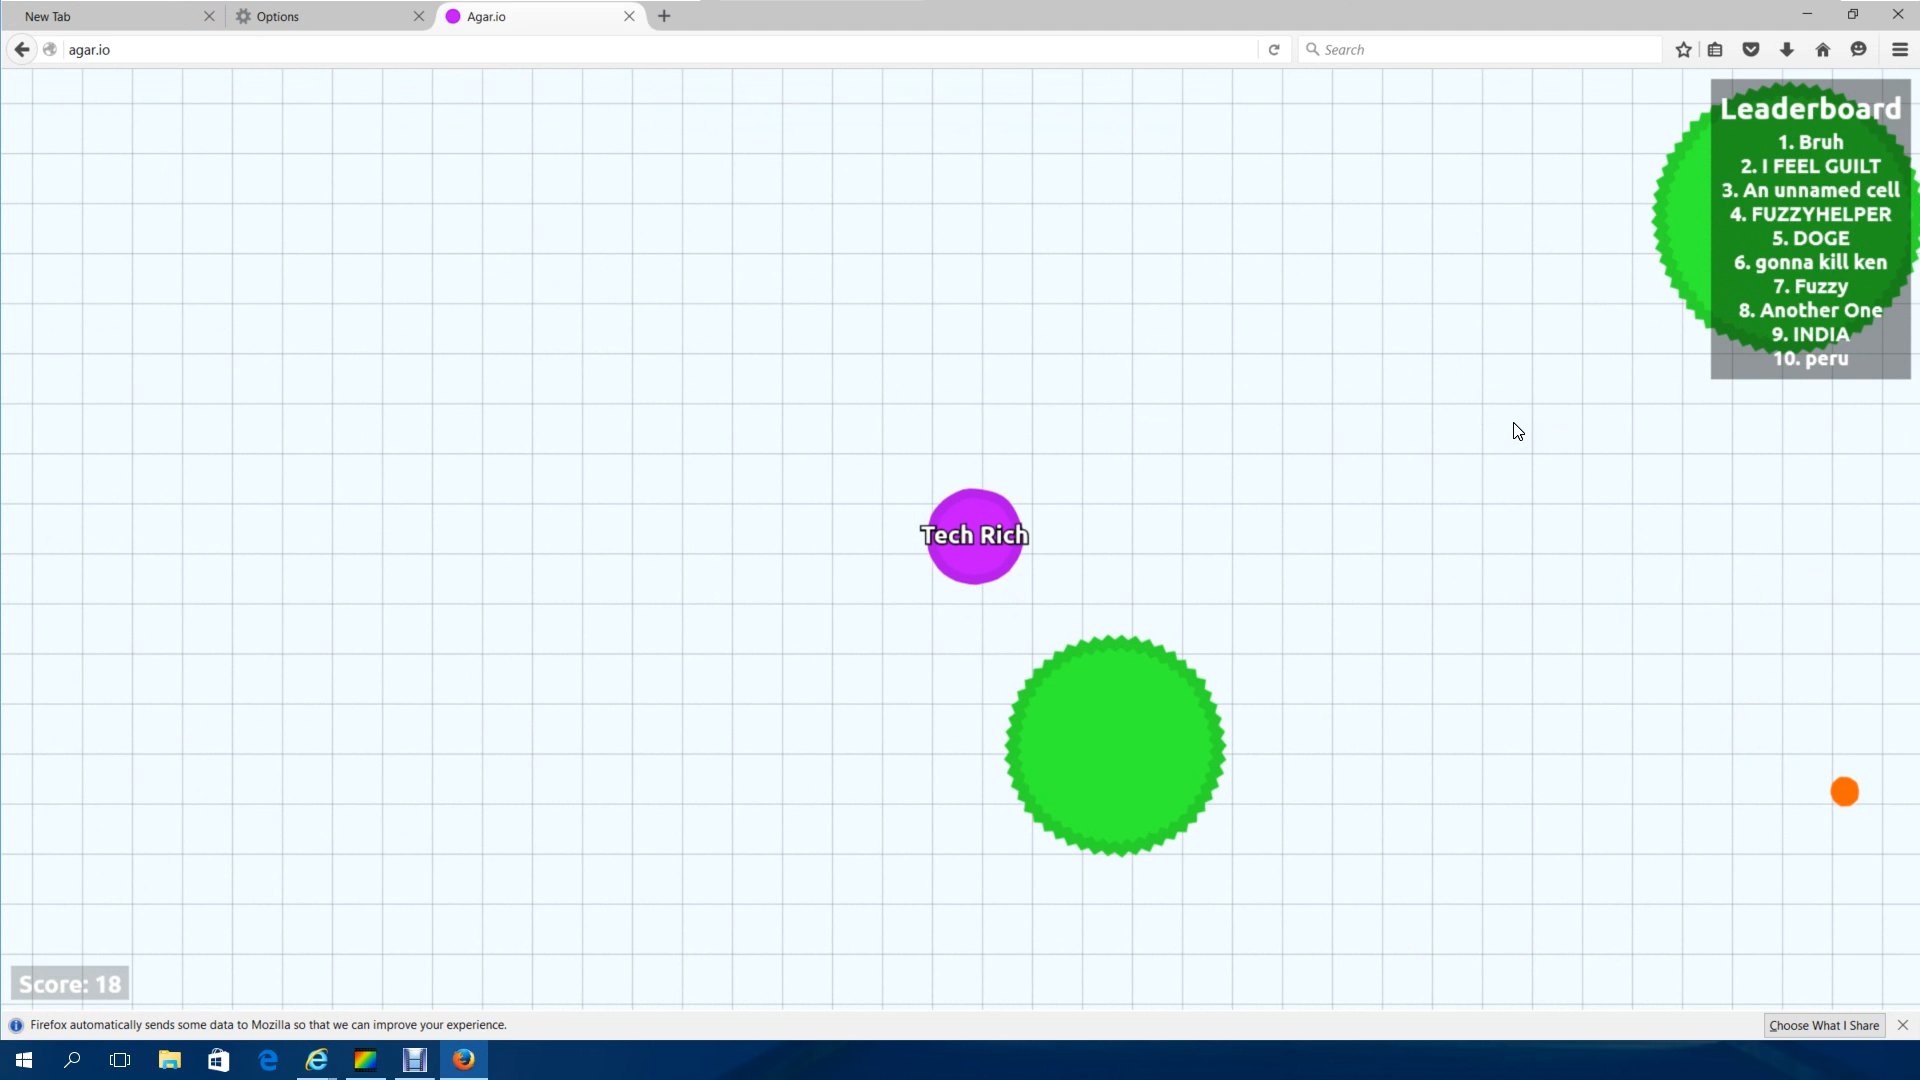 New Tab
Options
Agar.io
agar.io
Search
Leaderboard
1. Bruh
2. I FEEL GUILT
3. An unnamed cell
4. FUZZYHELPER
5. DOGE
6. gonna kill ken
7. Fuzzy
8. Another One
9. INDIA
10. peru
Tech Rich
Score: 18
Firefox automatically sends some data to Mozilla so that we can improve your experience.
Choose What I Share